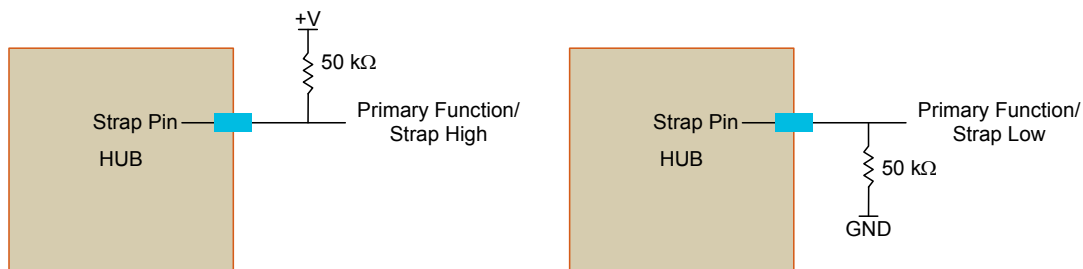 +V
50 kΩ
Strap Pin
HUB
Primary Function/
Strap High
Strap Pin
HUB
Primary Function/
Strap Low
50 kΩ
GND